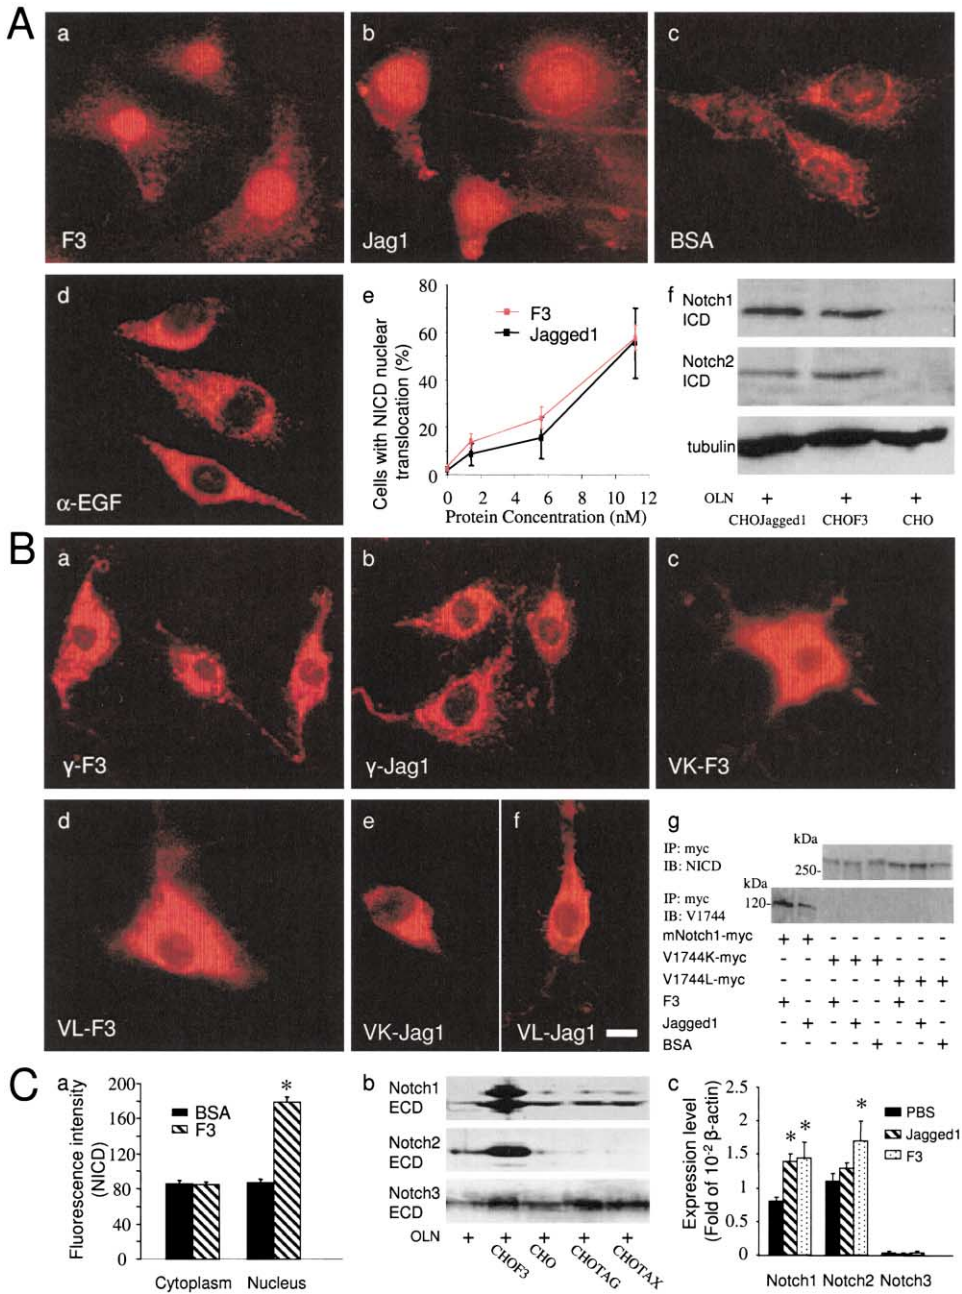 A
a
F3
b
Jag1
c
BSA
d
α-EGF
e
Cells with NICD nuclear
translocation (%)
80
60
40
20
0
F3
Jagged1
0 2 4 6 8 10 12
Protein Concentration (nM)
f
Notch1
ICD
Notch2
ICD
tubulin
OLN + + +
CHOJagged1 CHOF3 CHO
B
a
γ-F3
b
γ-Jag1
c
VK-F3
d
VL-F3
e
VK-Jag1
f
VL-Jag1
g
kDa
IP: myc
IB: NICD
250-
kDa
IP: myc
IB: V1744
120-
mNotch1-myc + + - - - - - -
V1744K-myc - - + + + - - -
V1744L-myc - - - - - + + +
F3 + - + - - + - -
Jagged1 - + - + - - + -
BSA - - - - + - - +
C
a
Fluorescence intensity
(NICD)
200
160
120
80
40
0
BSA
F3
*
Cytoplasm Nucleus
b
Notch1
ECD
Notch2
ECD
Notch3
ECD
OLN + + + + +
CHOF3 CHO CHOTAG CHOTAX
c
Expression level
(Fold of 10⁻² β-actin)
2.5
2
1.5
1
0.5
0
PBS
Jagged1
F3
* * *
Notch1 Notch2 Notch3